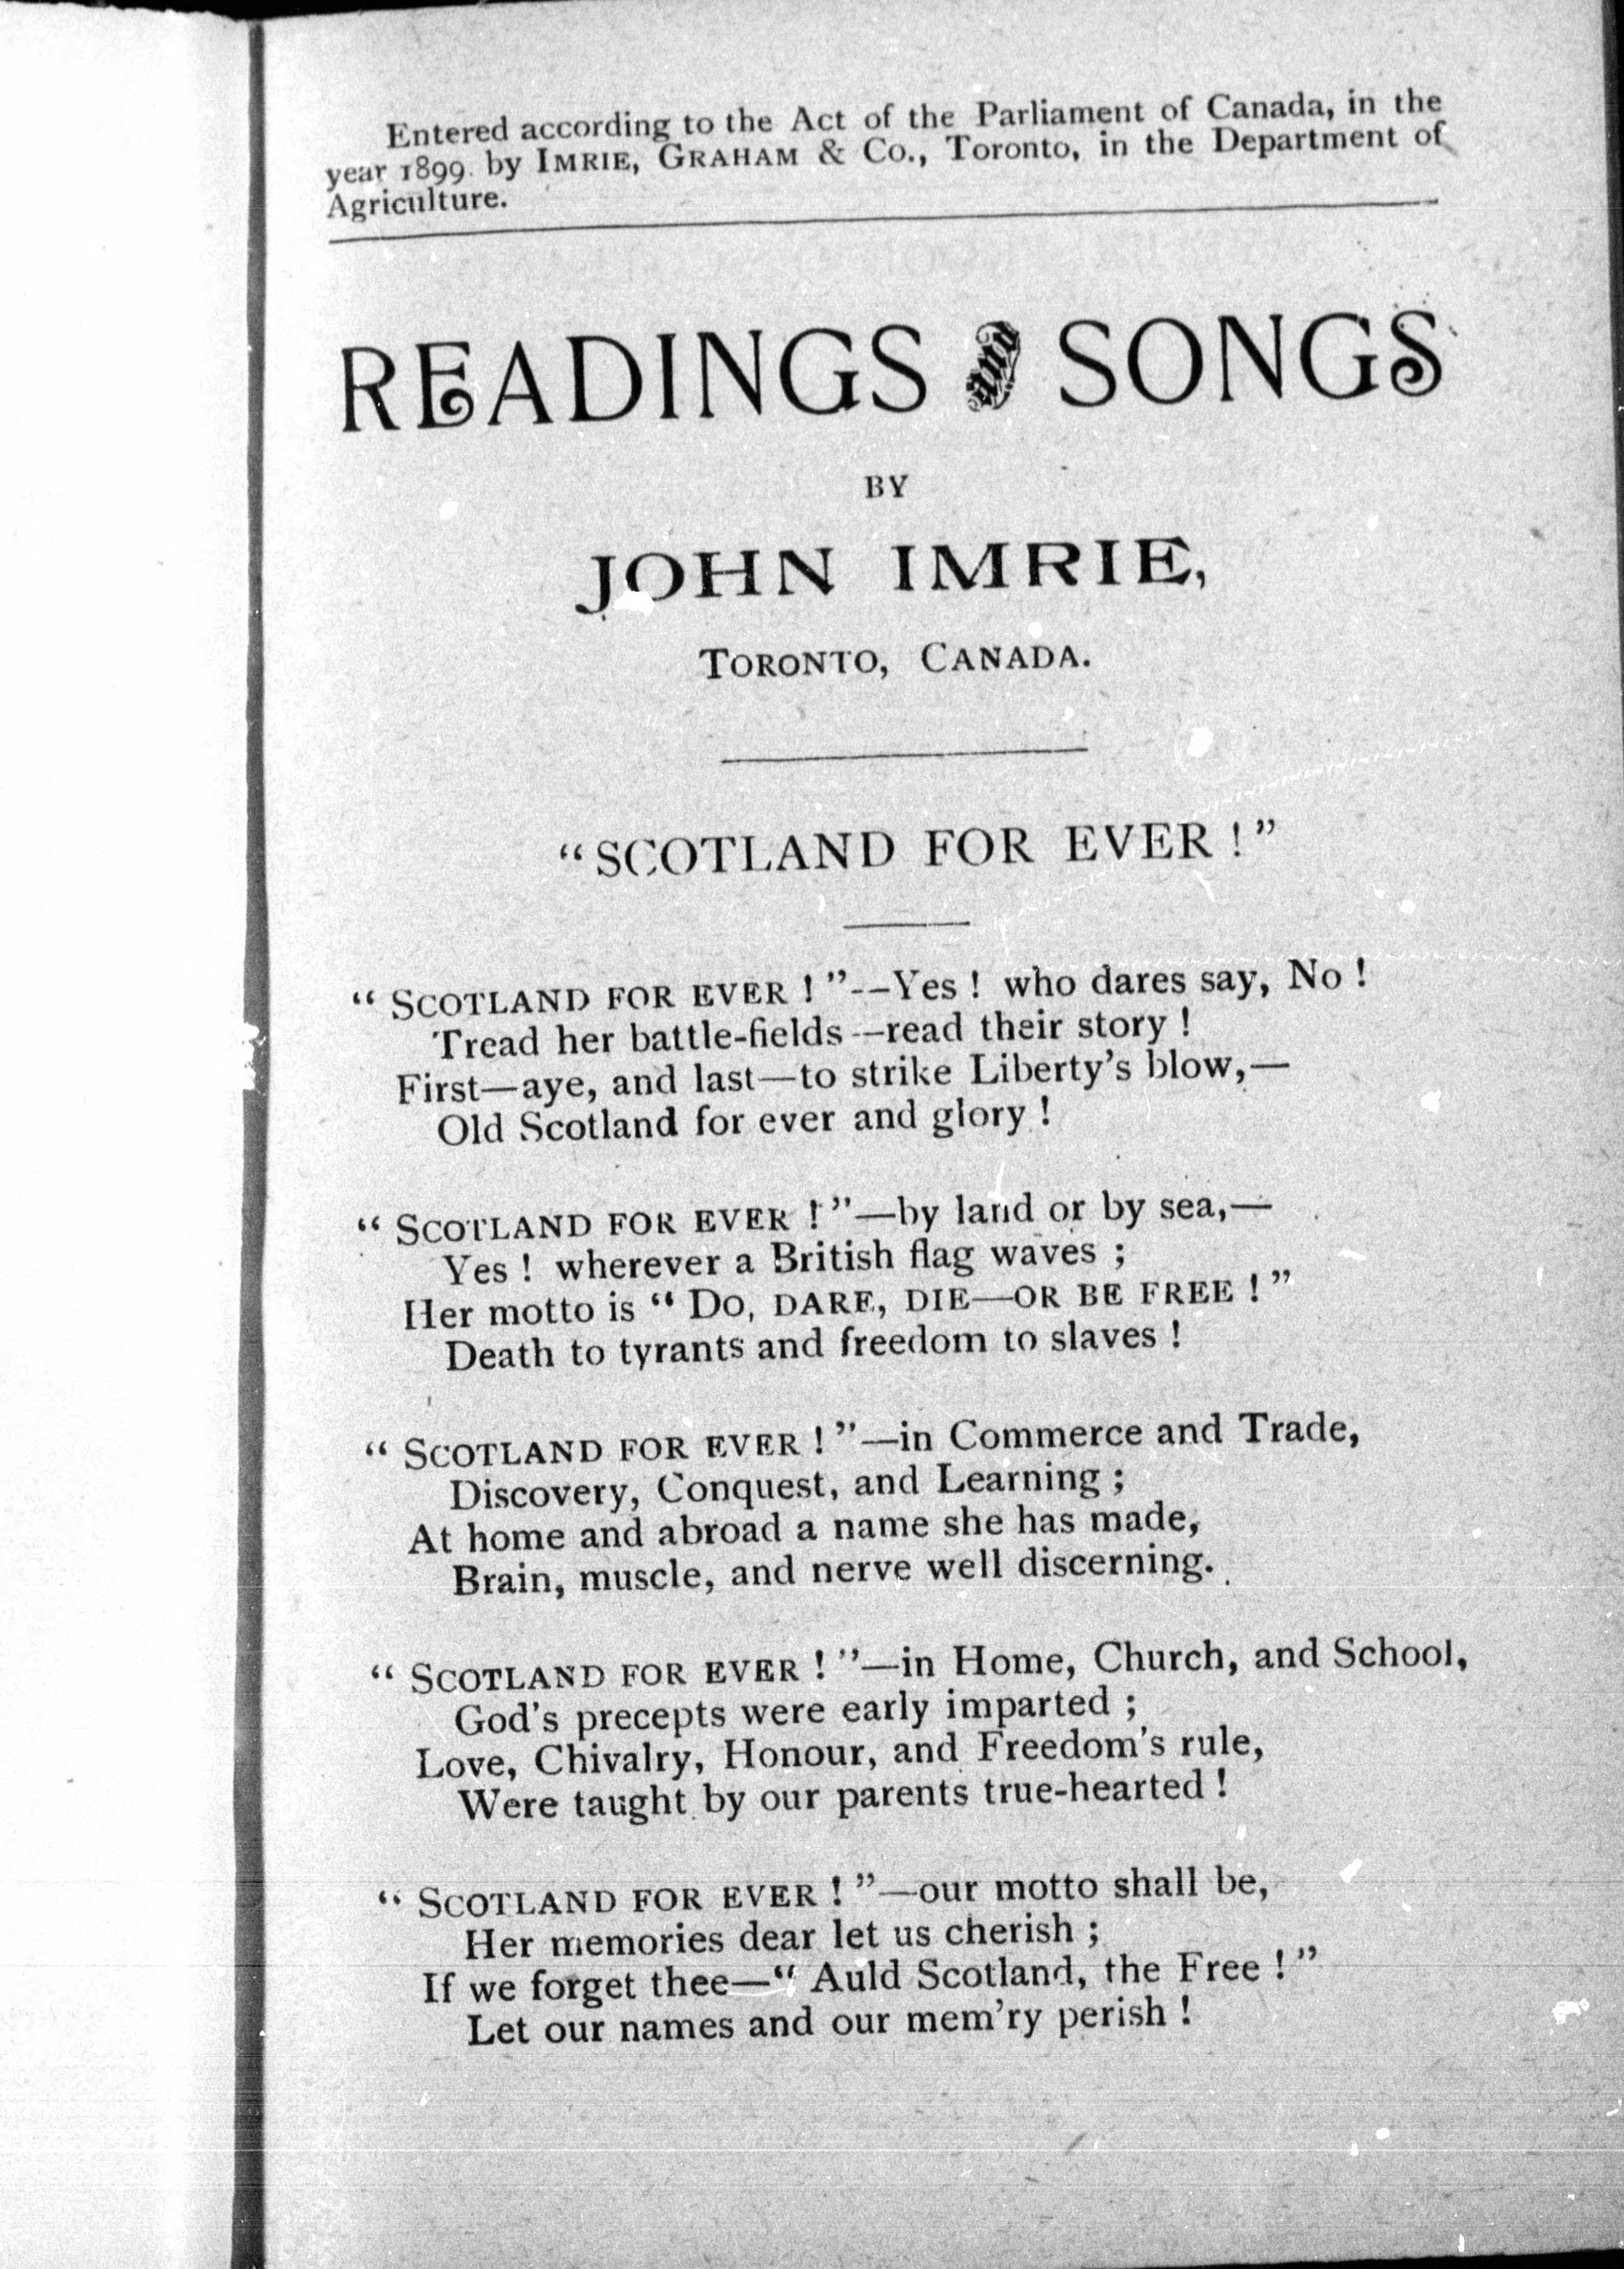 Entered according to the Act of the Parliament of Canada, in the
year 1899 by IMRIE, GRAHAM & Co., Toronto, in the Department of
Agriculture.
READINGS and SONGS
BY
JOHN IMRIE,
TORONTO, CANADA.
“SCOTLAND FOR EVER !”
“ SCOTLAND FOR EVER ! ”--Yes ! who dares say, No !
Tread her battle-fields—read their story !
First—aye, and last—to strike Liberty’s blow,—
Old Scotland for ever and glory !
“ SCOTLAND FOR EVER ! ”—by land or by sea,—
Yes ! wherever a British flag waves ;
Her motto is “ DO, DARE, DIE—OR BE FREE ! ”
Death to tyrants and freedom to slaves !
“ SCOTLAND FOR EVER ! ”—in Commerce and Trade,
Discovery, Conquest, and Learning ;
At home and abroad a name she has made,
Brain, muscle, and nerve well discerning.
“ SCOTLAND FOR EVER ! ”—in Home, Church, and School,
God’s precepts were early imparted ;
Love, Chivalry, Honour, and Freedom’s rule,
Were taught by our parents true-hearted !
“ SCOTLAND FOR EVER ! ”—our motto shall be,
Her memories dear let us cherish ;
If we forget thee—“ Auld Scotland, the Free ! ”
Let our names and our mem’ry perish !